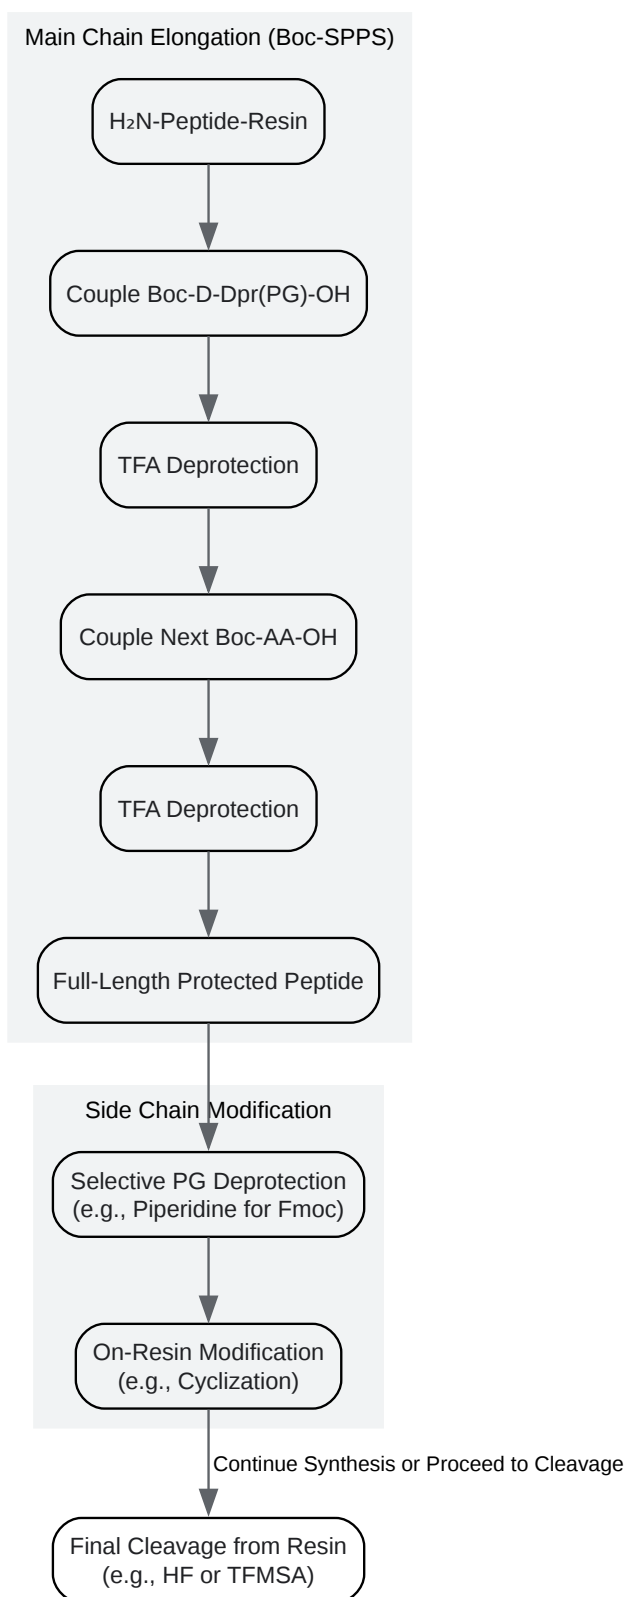 Main Chain Elongation (Boc-SPPS)
H₂N-Peptide-Resin
Couple Boc-D-Dpr(PG)-OH
TFA Deprotection
Couple Next Boc-AA-OH
TFA Deprotection
Full-Length Protected Peptide
Side Chain Modification
Selective PG Deprotection
(e.g., Piperidine for Fmoc)
On-Resin Modification
(e.g., Cyclization)
Continue Synthesis or Proceed to Cleavage
Final Cleavage from Resin
(e.g., HF or TFMSA)